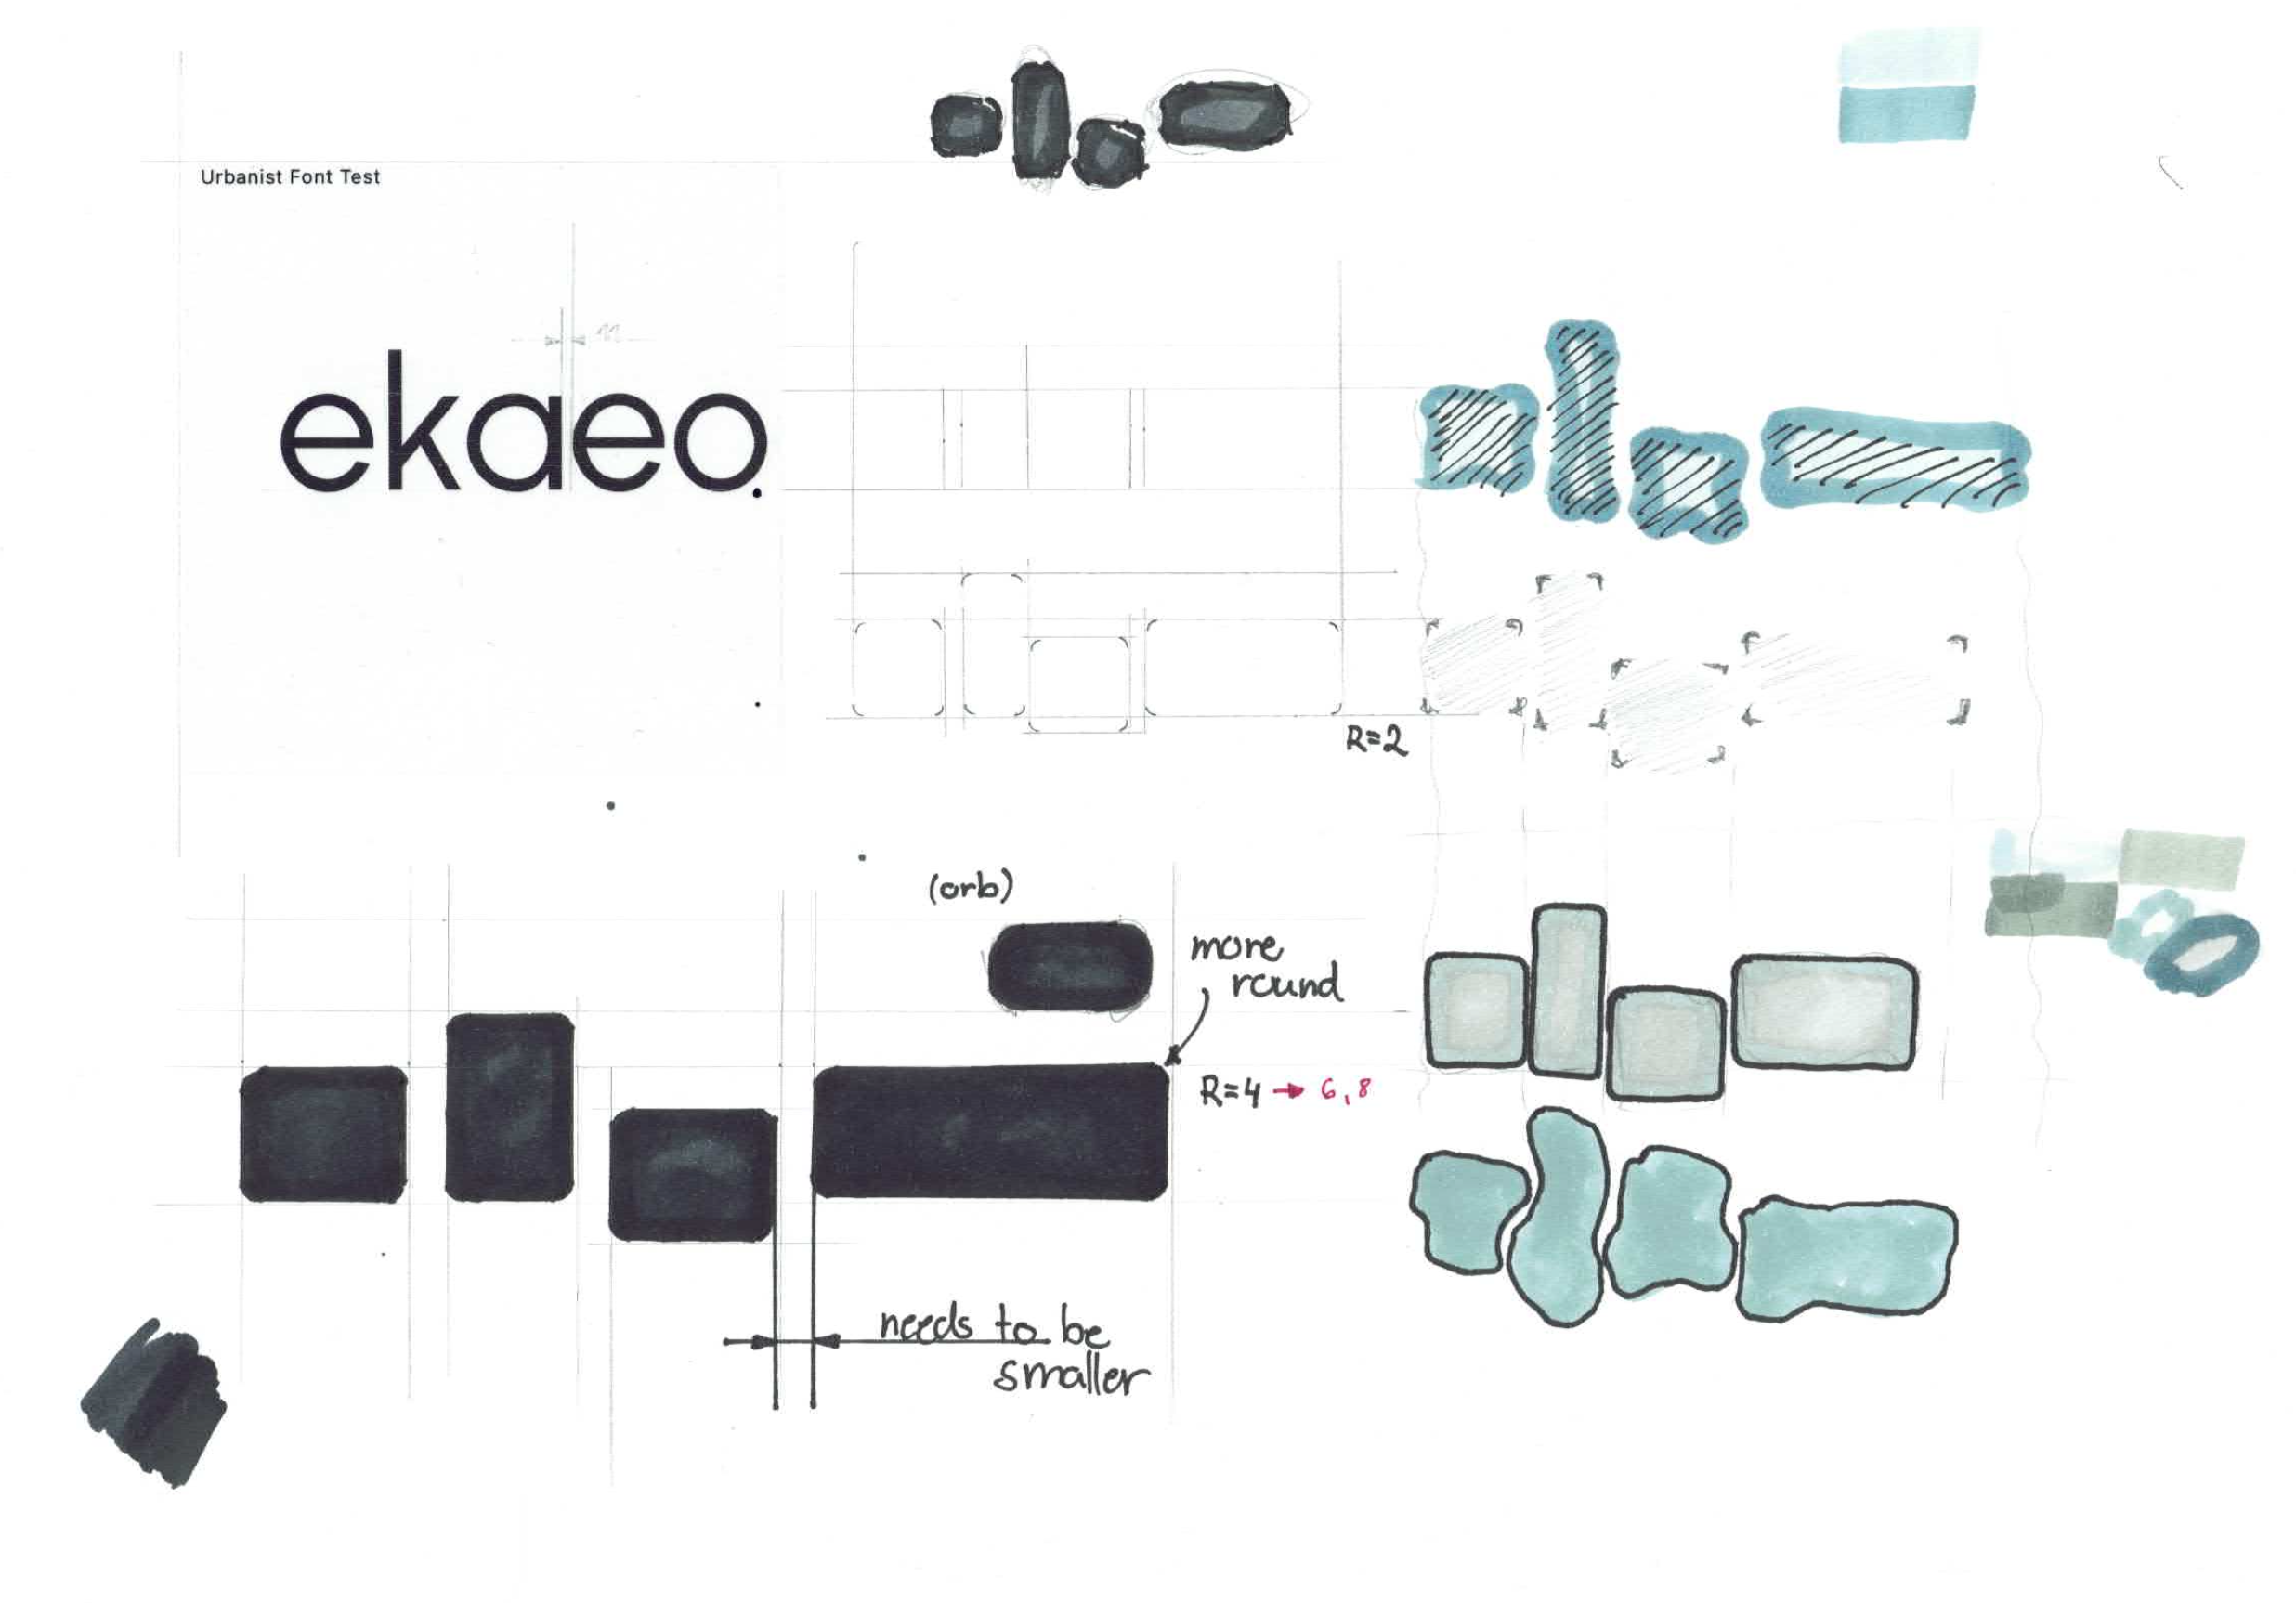 Urbanist Font Test
ekaeo
R=2
(orb)
more
round
R=4 → 6,8
needs to be
smaller